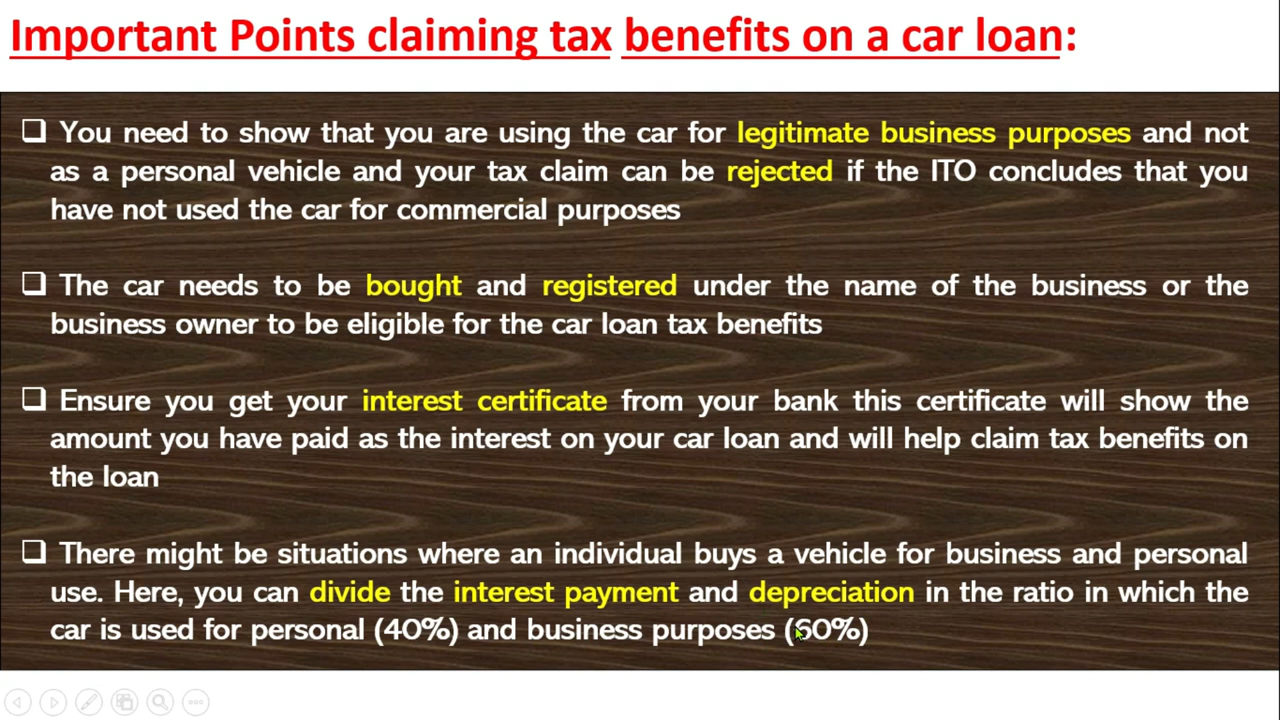 Important Points claiming tax benefits on a car loan:
❑ You need to show that you are using the car for legitimate business purposes and not
as a personal vehicle and your tax claim can be rejected if the ITO concludes that you
have not used the car for commercial purposes
❑ The car needs to be bought and registered under the name of the business or the
business owner to be eligible for the car loan tax benefits
❑ Ensure you get your interest certificate from your bank this certificate will show the
amount you have paid as the interest on your car loan and will help claim tax benefits on
the loan
❑ There might be situations where an individual buys a vehicle for business and personal
use. Here, you can divide the interest payment and depreciation in the ratio in which the
car is used for personal (40%) and business purposes (60%)